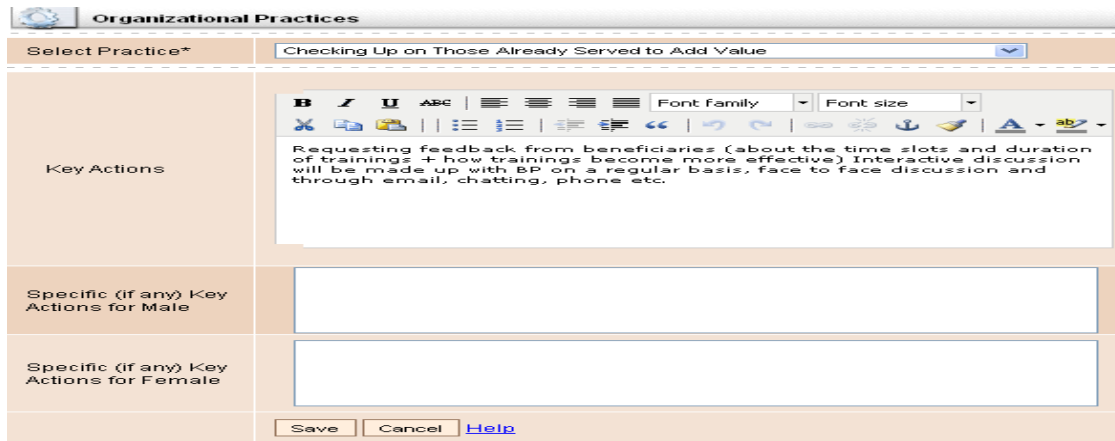 Organizational Practices
Select Practice* Checking Up on Those Already Served to Add Value
B I U ABC Font family Font size
A ab
Key Actions
Requesting feedback from beneficiaries (about the time slots and duration
of trainings + how trainings become more effective) Interactive discussion
will be made up with BP on a regular basis, face to face discussion and
through email, chatting, phone etc.
Specific (if any) Key
Actions for Male
Specific (if any) Key
Actions for Female
Save Cancel Help